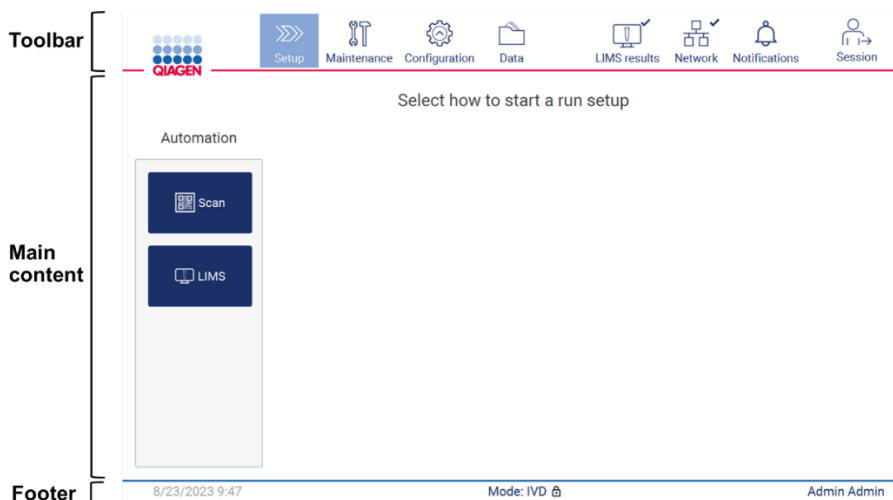 Toolbar
QIAGEN
Setup
Maintenance
Configuration
Data
LIMS results
Network
Notifications
Session
Select how to start a run setup
Automation
Scan
LIMS
Main
content
Footer
8/23/2023 9:47
Mode: IVD
Admin Admin